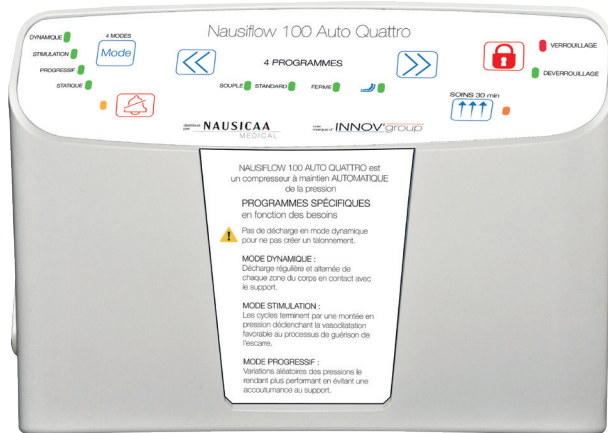 Nausiflow 100 Auto Quattro
DYNAMIQUE
STIMULATION
PROGRESSIF
STATIQUE
4 MODES
Mode
4 PROGRAMMES
SOUPLE
STANDARD
FERME
VERROUILLAGE
DEVERROUILLAGE
SOINS 30 min
distribué par NAUSICAA
MEDICAL
une marque d' INNOV'group
NAUSIFLOW 100 AUTO QUATTRO est
un compresseur à maintien AUTOMATIQUE
de la pression
PROGRAMMES SPÉCIFIQUES
en fonction des besoins
Pas de décharge en mode dynamique
pour ne pas créer un talonnement.
MODE DYNAMIQUE :
Décharge régulière et alternée de
chaque zone du corps en contact avec
le support.
MODE STIMULATION :
Les cycles terminent par une montée en
pression déclenchant la vasodilatation
favorable au processus de guérison de
l'escarre.
MODE PROGRESSIF :
Variations aléatoires des pressions le
rendant plus performant en évitant une
accoutumance au support.